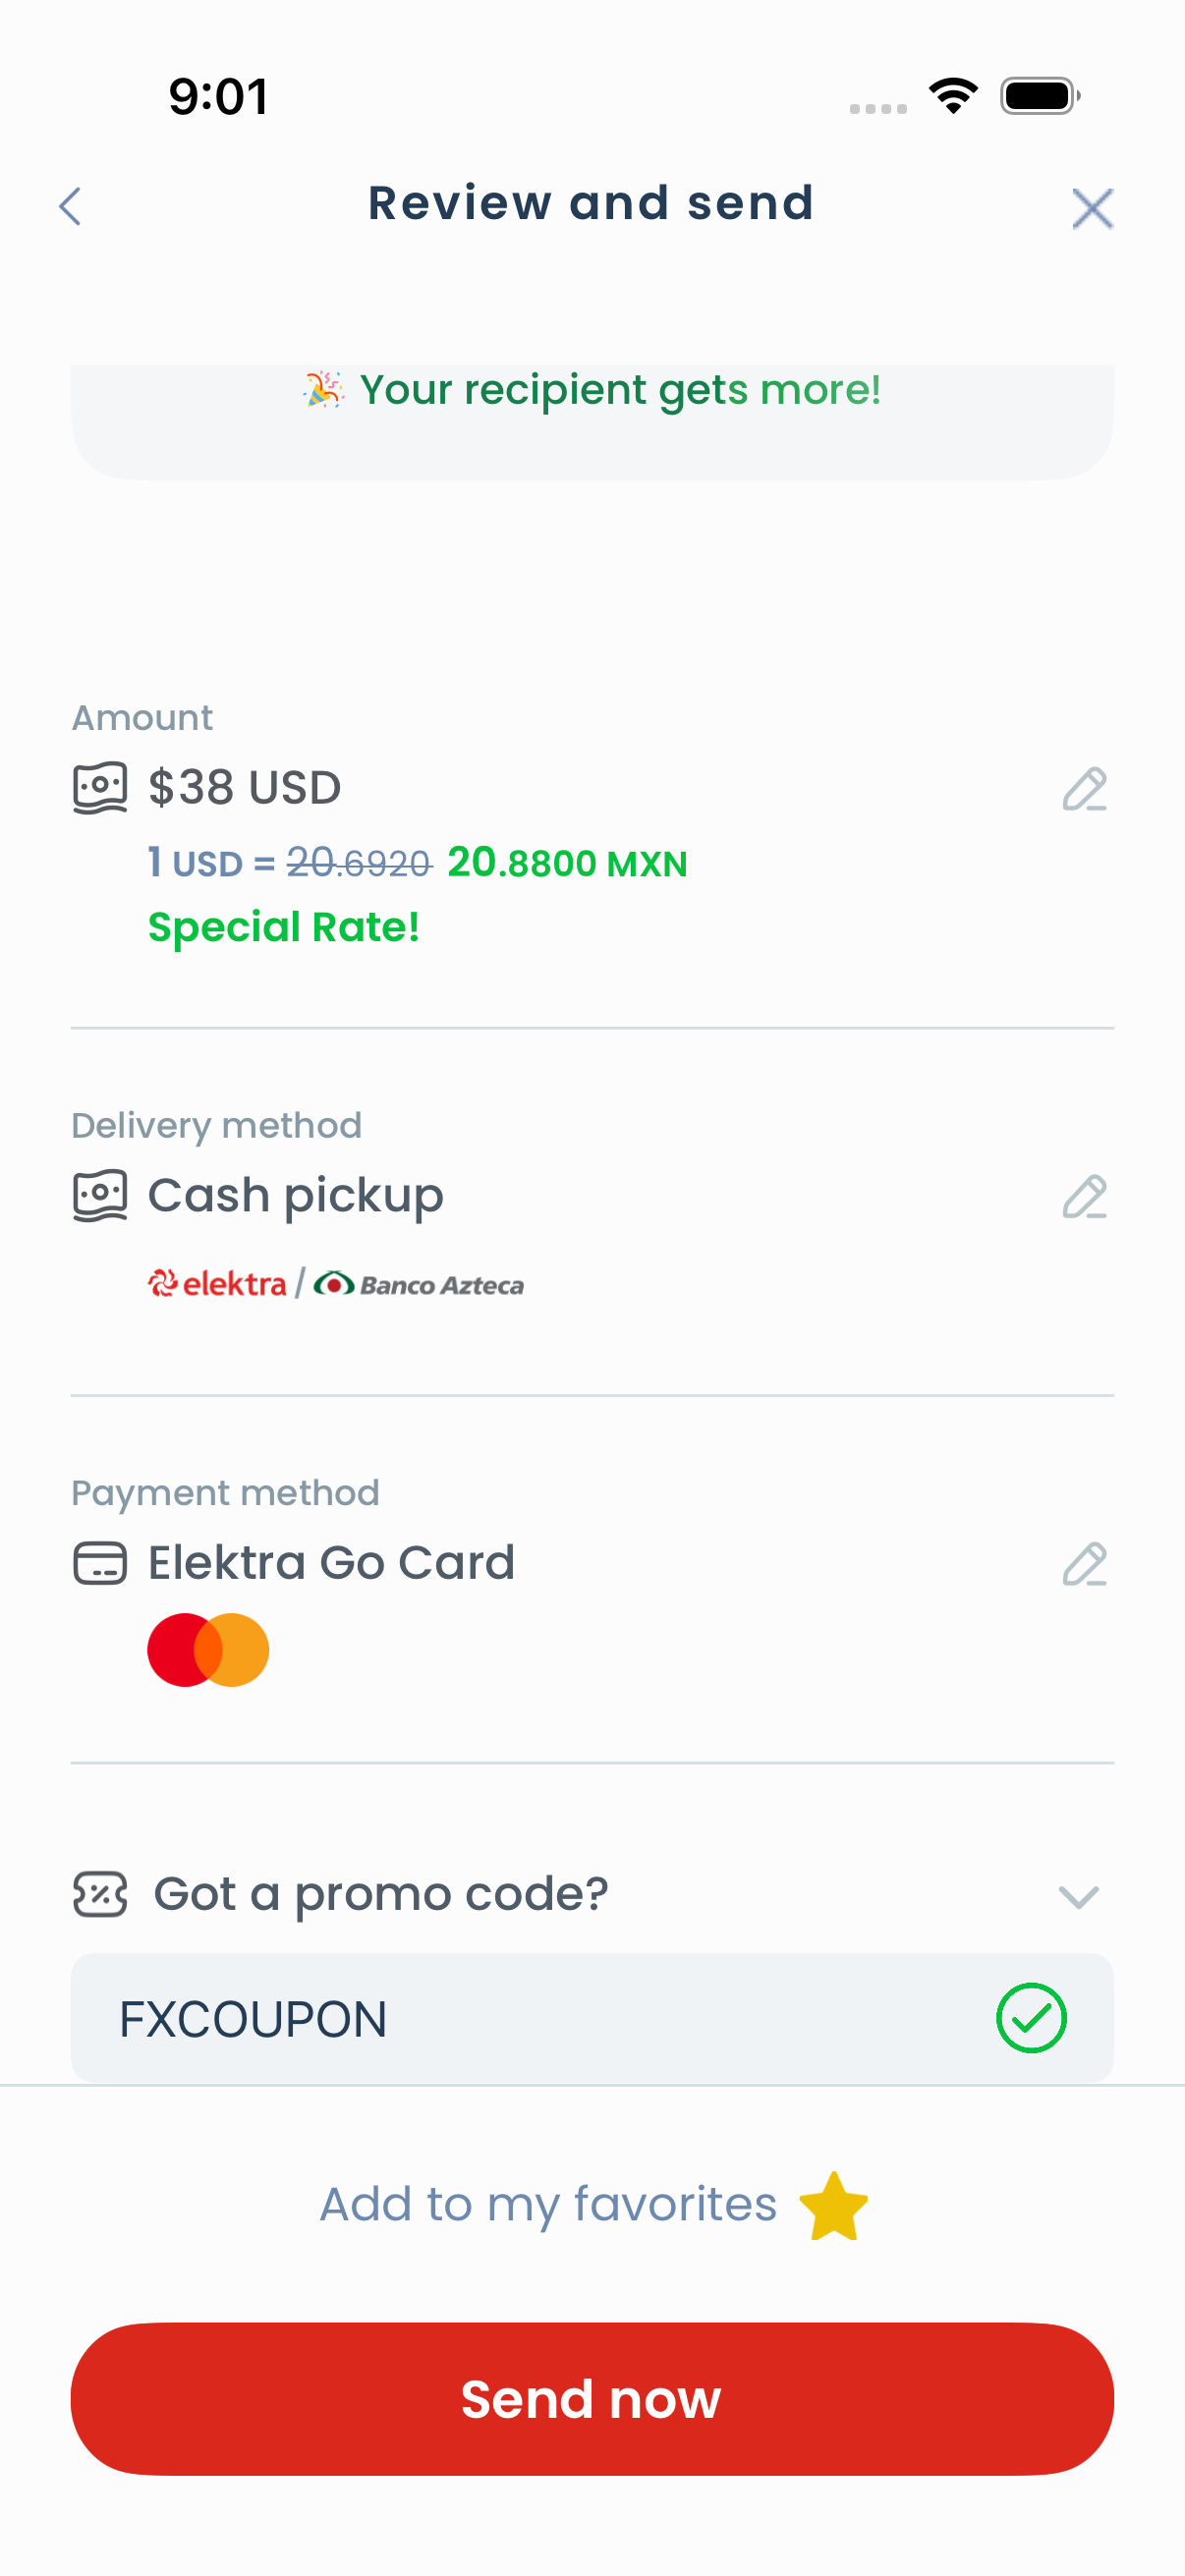 9:01
Review and send
🎉 Your recipient gets more!
Amount
$38 USD
1 USD = 20.6920 20.8800 MXN
Special Rate!
Delivery method
Cash pickup
elektra / Banco Azteca
Payment method
Elektra Go Card
Got a promo code?
FXCOUPON
Add to my favorites
Send now